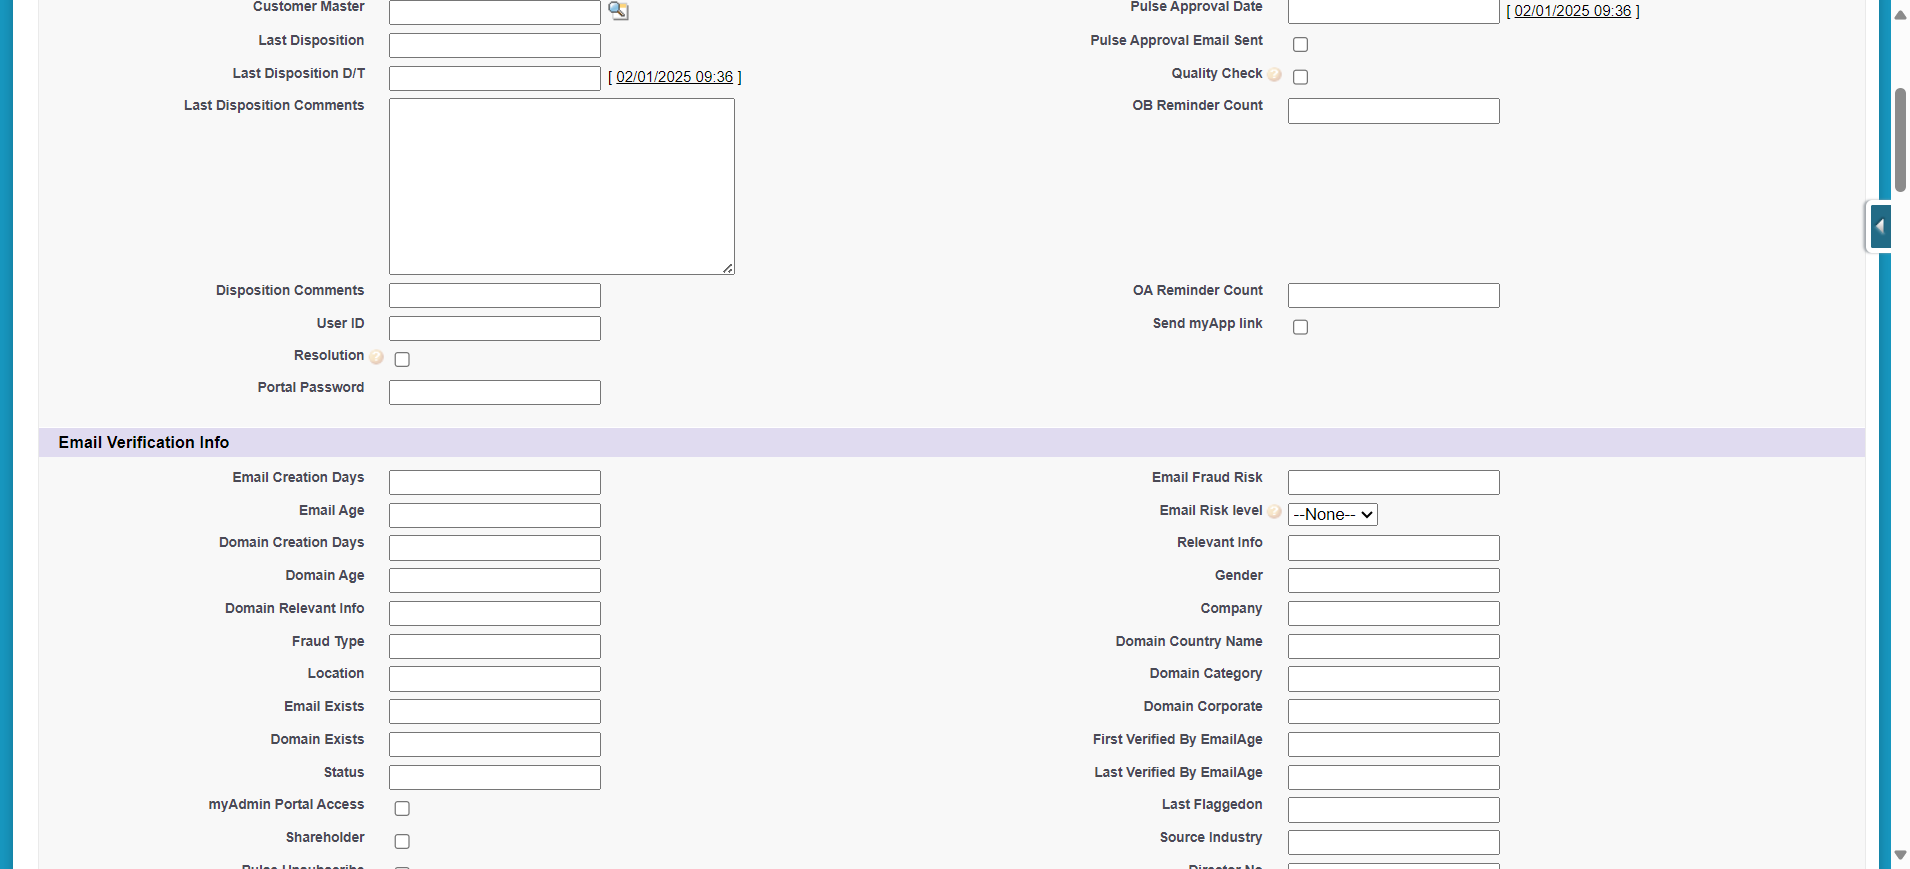 Customer Master
Pulse Approval Date [ 02/01/2025 09:36 ]
Last Disposition
Pulse Approval Email Sent
Last Disposition D/T [ 02/01/2025 09:36 ]
Quality Check ?
Last Disposition Comments
OB Reminder Count
Disposition Comments
OA Reminder Count
User ID
Send myApp link
Resolution ?
Portal Password
Email Verification Info
Email Creation Days
Email Fraud Risk
Email Age
Email Risk level ? --None--
Domain Creation Days
Relevant Info
Domain Age
Gender
Domain Relevant Info
Company
Fraud Type
Domain Country Name
Location
Domain Category
Email Exists
Domain Corporate
Domain Exists
First Verified By EmailAge
Status
Last Verified By EmailAge
myAdmin Portal Access
Last Flaggedon
Shareholder
Source Industry
Pulse Unsubscribe
Director No